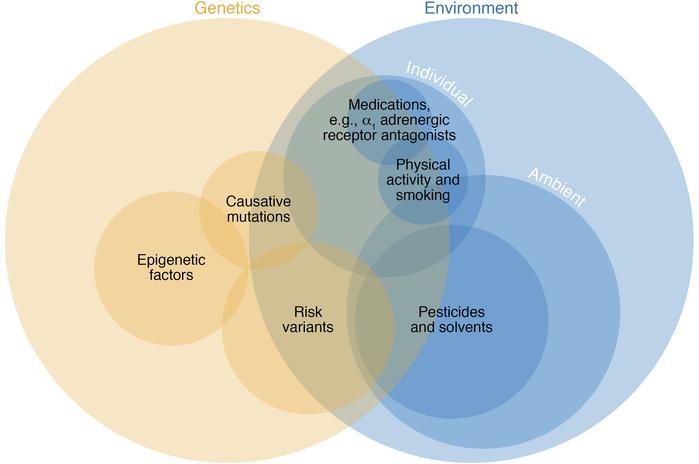 Genetics
Environment
Individual
Medications,
e.g., α1 adrenergic
receptor antagonists
Physical
activity and
smoking
Ambient
Causative
mutations
Epigenetic
factors
Risk
variants
Pesticides
and solvents